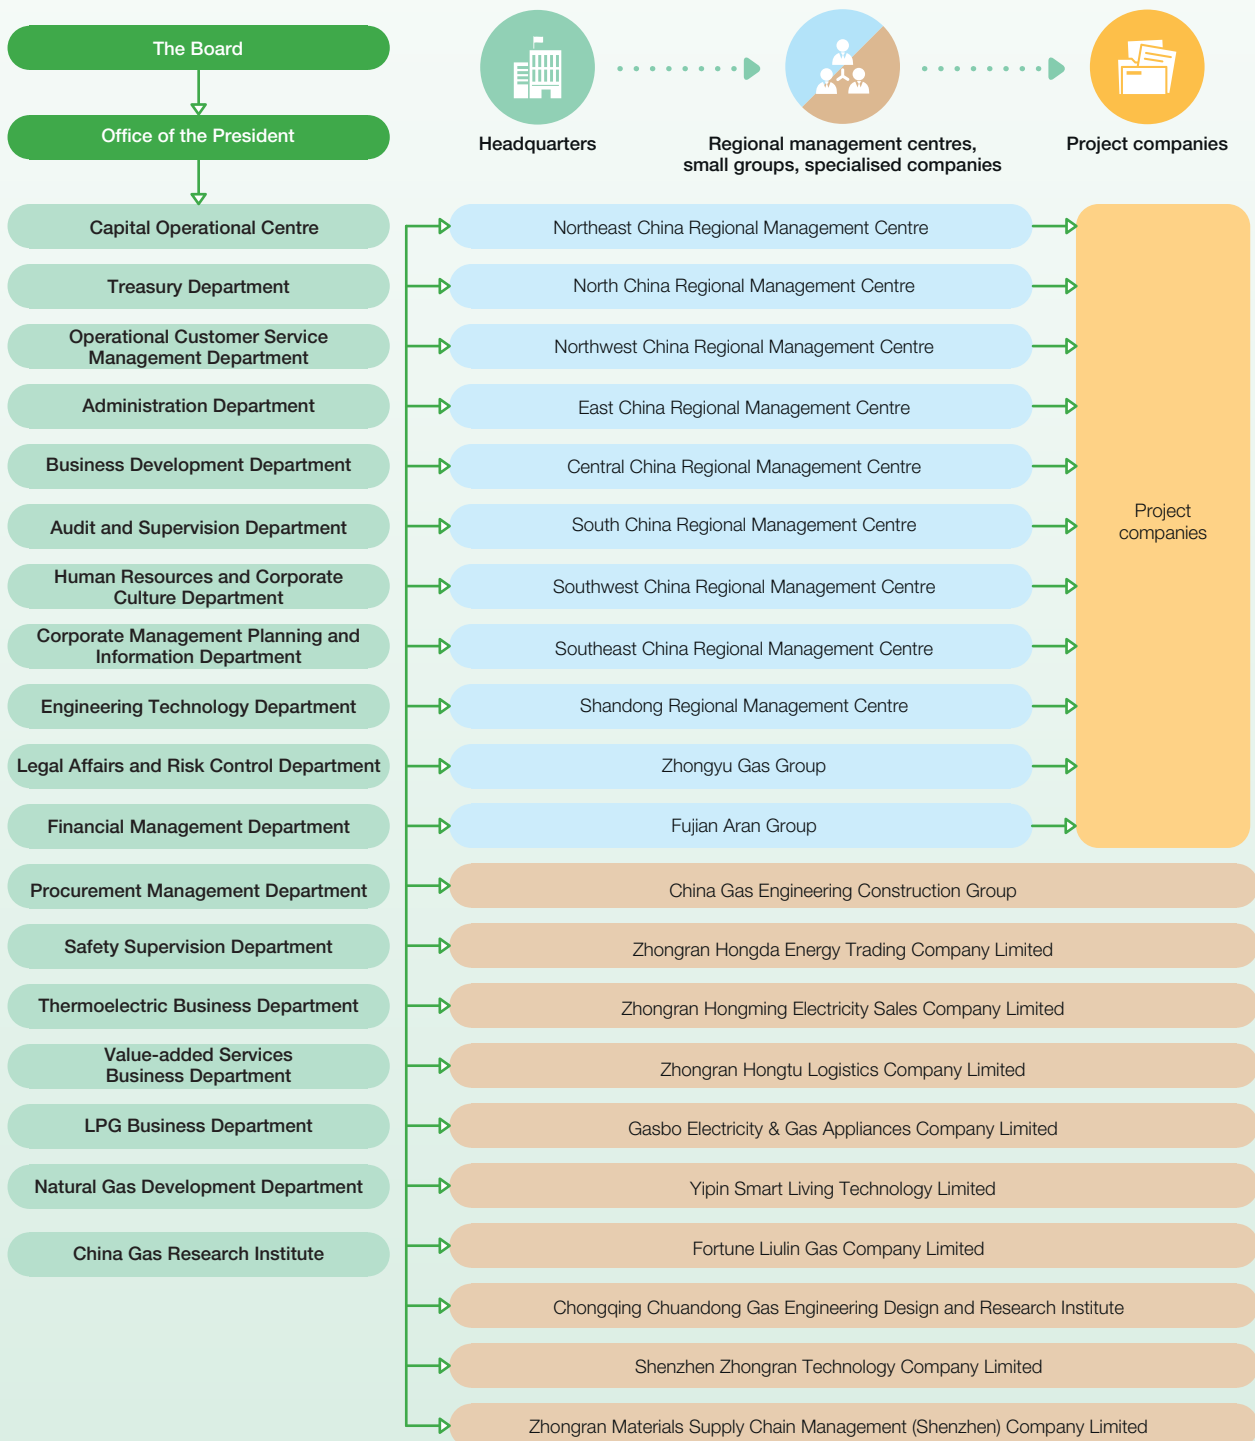 The Board
Office of the President
Headquarters
Regional management centres,
small groups, specialised companies
Project companies
Capital Operational Centre
Treasury Department
Operational Customer Service
Management Department
Administration Department
Business Development Department
Audit and Supervision Department
Human Resources and Corporate
Culture Department
Corporate Management Planning and
Information Department
Engineering Technology Department
Legal Affairs and Risk Control Department
Financial Management Department
Procurement Management Department
Safety Supervision Department
Thermoelectric Business Department
Value-added Services
Business Department
LPG Business Department
Natural Gas Development Department
China Gas Research Institute
Northeast China Regional Management Centre
North China Regional Management Centre
Northwest China Regional Management Centre
East China Regional Management Centre
Central China Regional Management Centre
South China Regional Management Centre
Southwest China Regional Management Centre
Southeast China Regional Management Centre
Shandong Regional Management Centre
Zhongyu Gas Group
Fujian Aran Group
China Gas Engineering Construction Group
Zhongran Hongda Energy Trading Company Limited
Zhongran Hongming Electricity Sales Company Limited
Zhongran Hongtu Logistics Company Limited
Gasbo Electricity & Gas Appliances Company Limited
Yipin Smart Living Technology Limited
Fortune Liulin Gas Company Limited
Chongqing Chuandong Gas Engineering Design and Research Institute
Shenzhen Zhongran Technology Company Limited
Zhongran Materials Supply Chain Management (Shenzhen) Company Limited
Project
companies